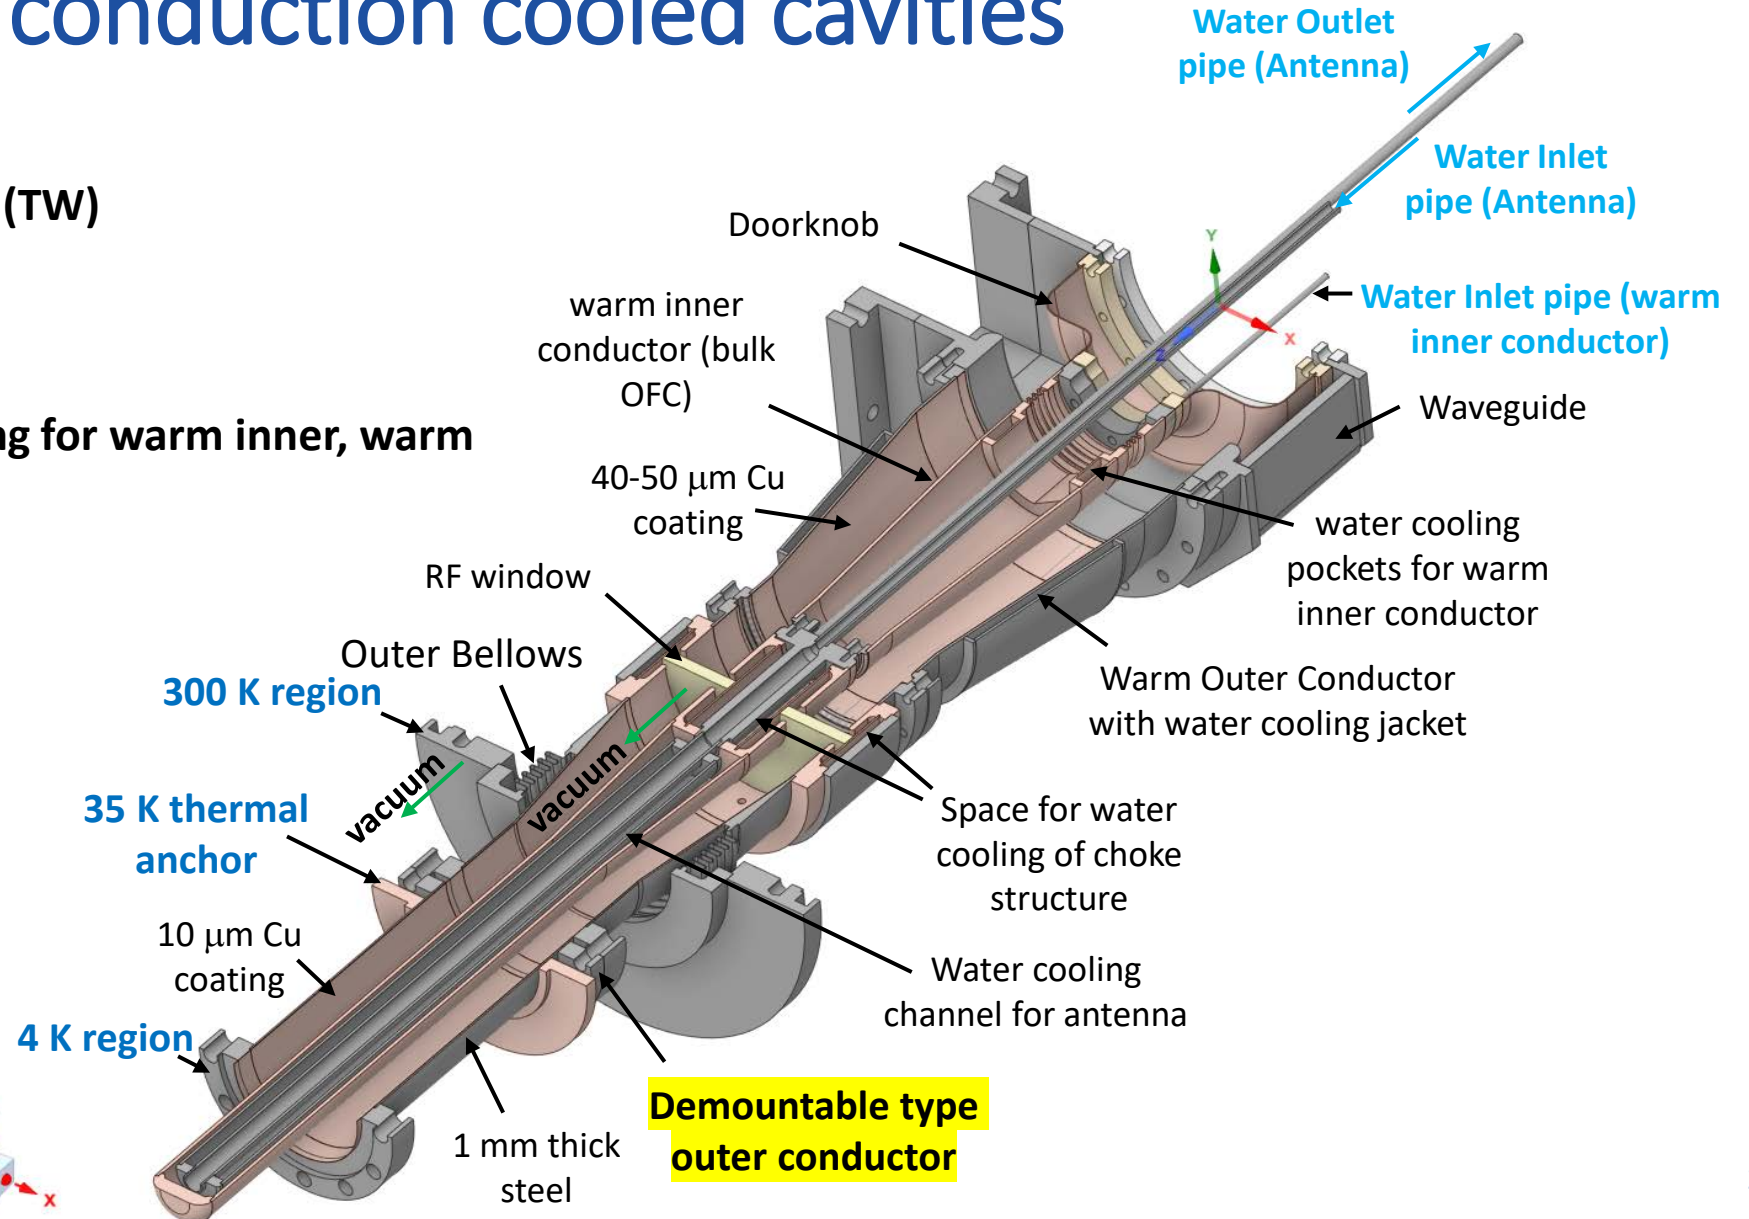 conduction cooled cavities
Water Outlet
pipe (Antenna)
(TW)
Water Inlet
pipe (Antenna)
Doorknob
Y
X
Z
Water Inlet pipe (warm
inner conductor)
warm inner
conductor (bulk
OFC)
Waveguide
ng for warm inner, warm
40-50 μm Cu
coating
water cooling
pockets for warm
inner conductor
RF window
Outer Bellows
300 K region
Warm Outer Conductor
with water cooling jacket
vacuum
vacuum
35 K thermal
anchor
Space for water
cooling of choke
structure
10 μm Cu
coating
Water cooling
channel for antenna
4 K region
Demountable type
outer conductor
1 mm thick
steel
X